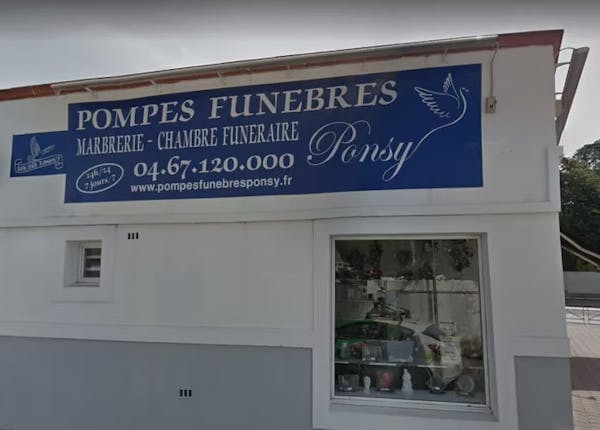 POMPES FUNEBRES
MARBRERIE - CHAMBRE FUNERAIRE
Ponsy
24h/24
7 jours/7
04.67.120.000
www.pompesfunebresponsy.fr